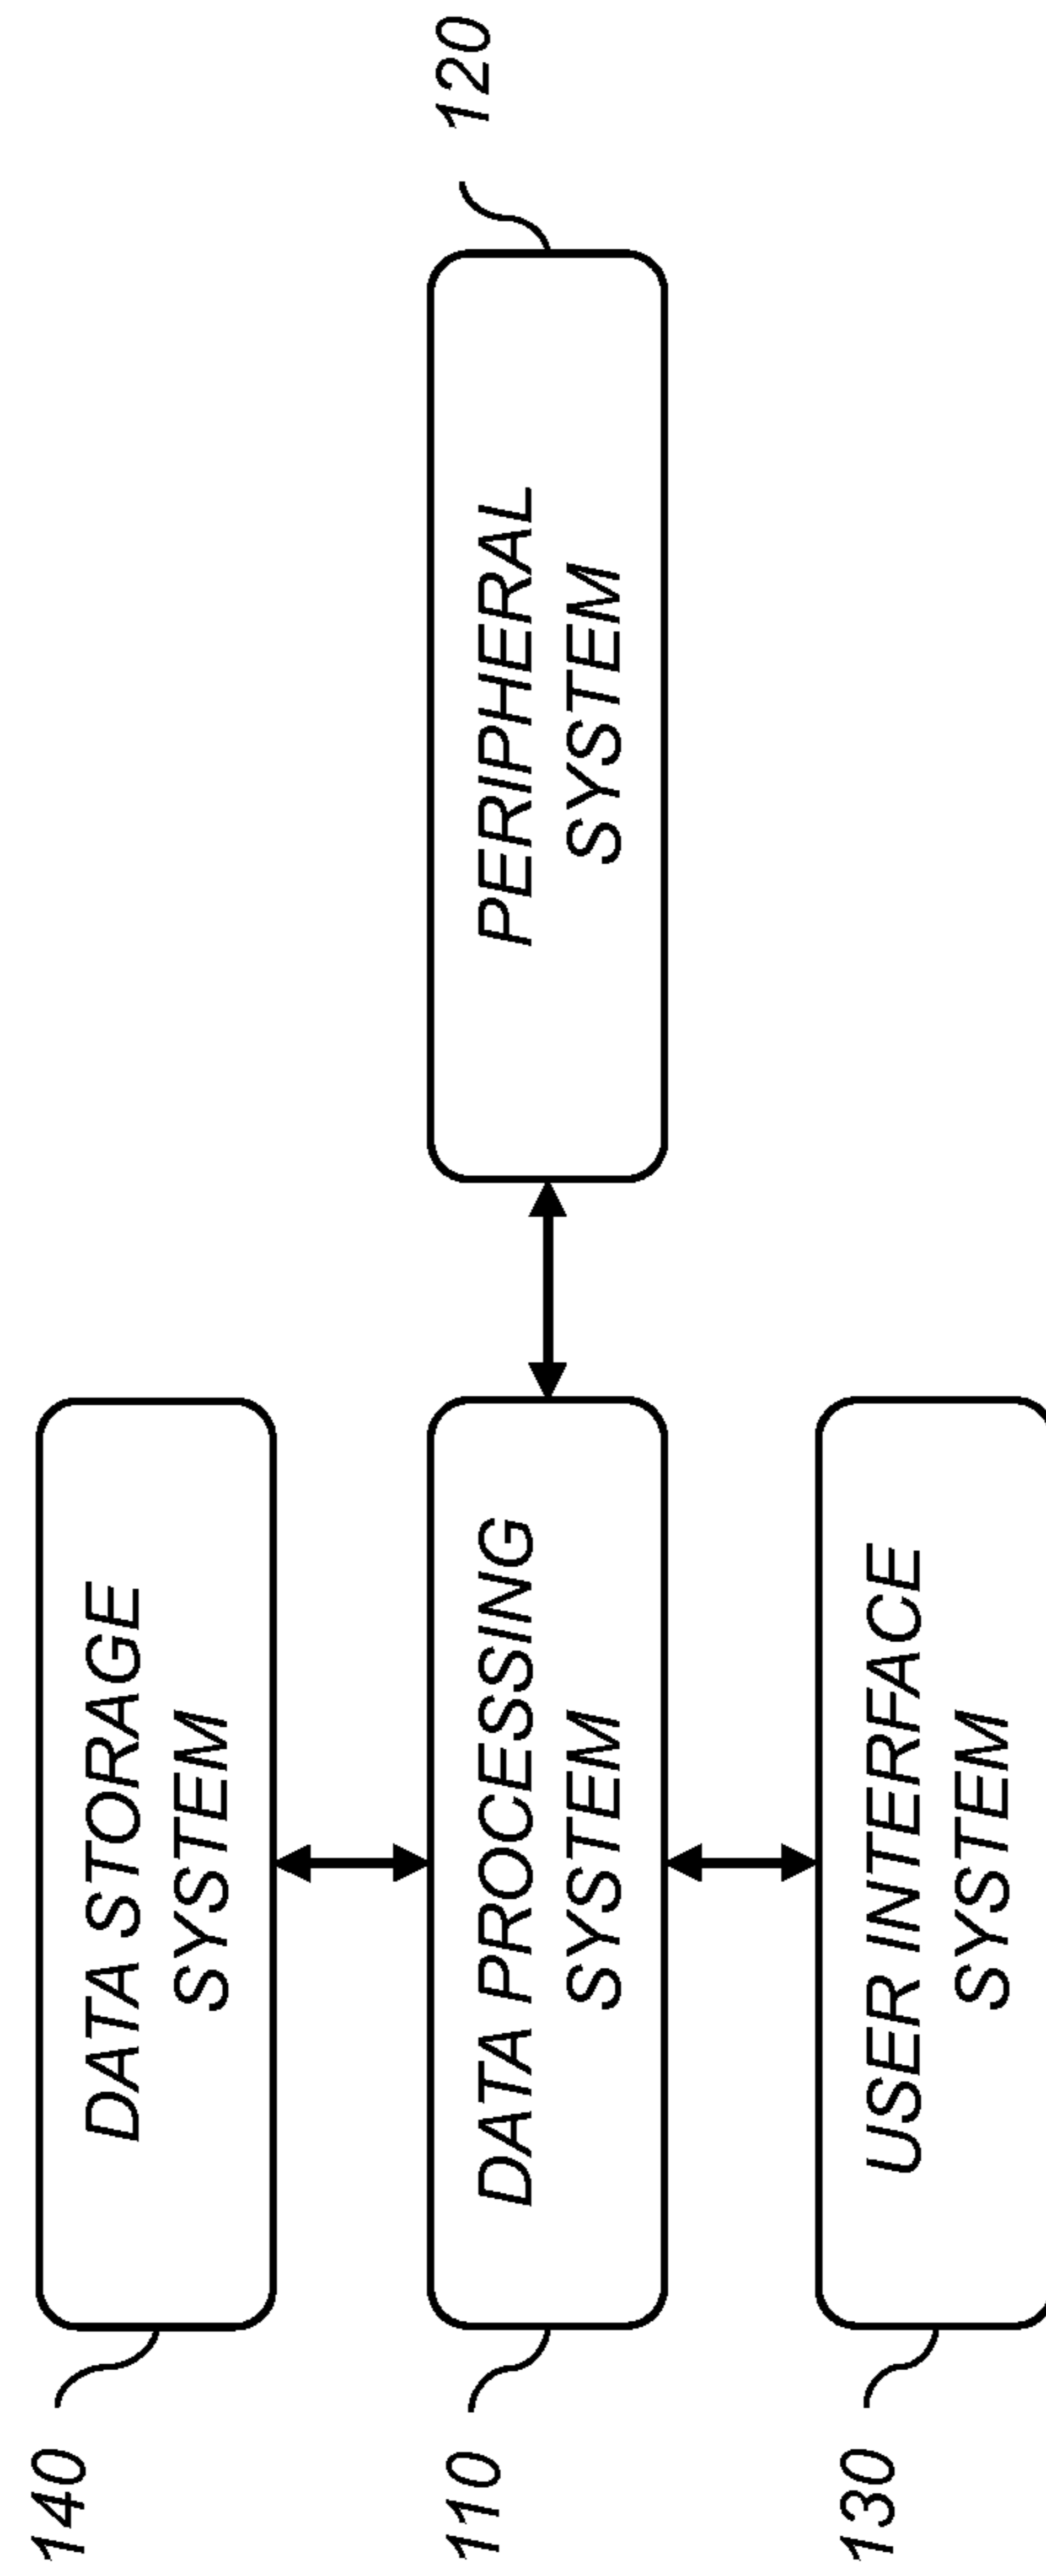 140
DATA STORAGE
SYSTEM
110
DATA PROCESSING
SYSTEM
PERIPHERAL
SYSTEM
120
130
USER INTERFACE
SYSTEM